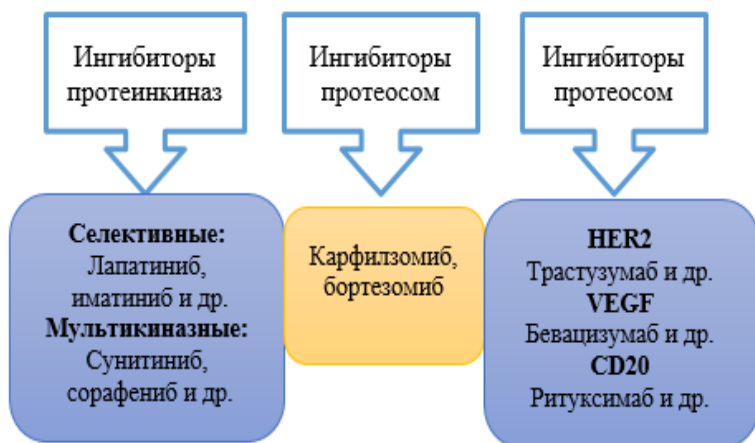 Ингибиторы
протеинкиназ
Ингибиторы
протеосом
Ингибиторы
протеосом
Селективные:
Лапатиниб,
иматиниб и др.
Мультикиназные:
Сунитиниб,
сорафениб и др.
Карфилзомиб,
бортезомиб
HER2
Трастузумаб и др.
VEGF
Бевацизумаб и др.
CD20
Ритуксимаб и др.